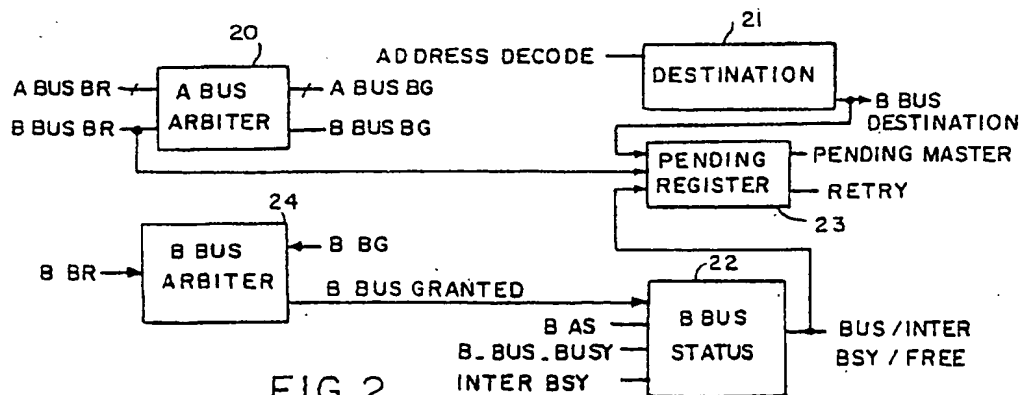 20
A BUS BR
A BUS
ARBITER
A BUS BG
B BUS BR
B BUS BG
21
ADDRESS DECODE
DESTINATION
B BUS
DESTINATION
PENDING
REGISTER
PENDING MASTER
RETRY
23
24
B BUS
ARBITER
B BG
B BR
B BUS GRANTED
22
B BUS
STATUS
B AS
B_BUS_BUSY
INTER BSY
BUS/INTER
BSY/FREE
FIG 2